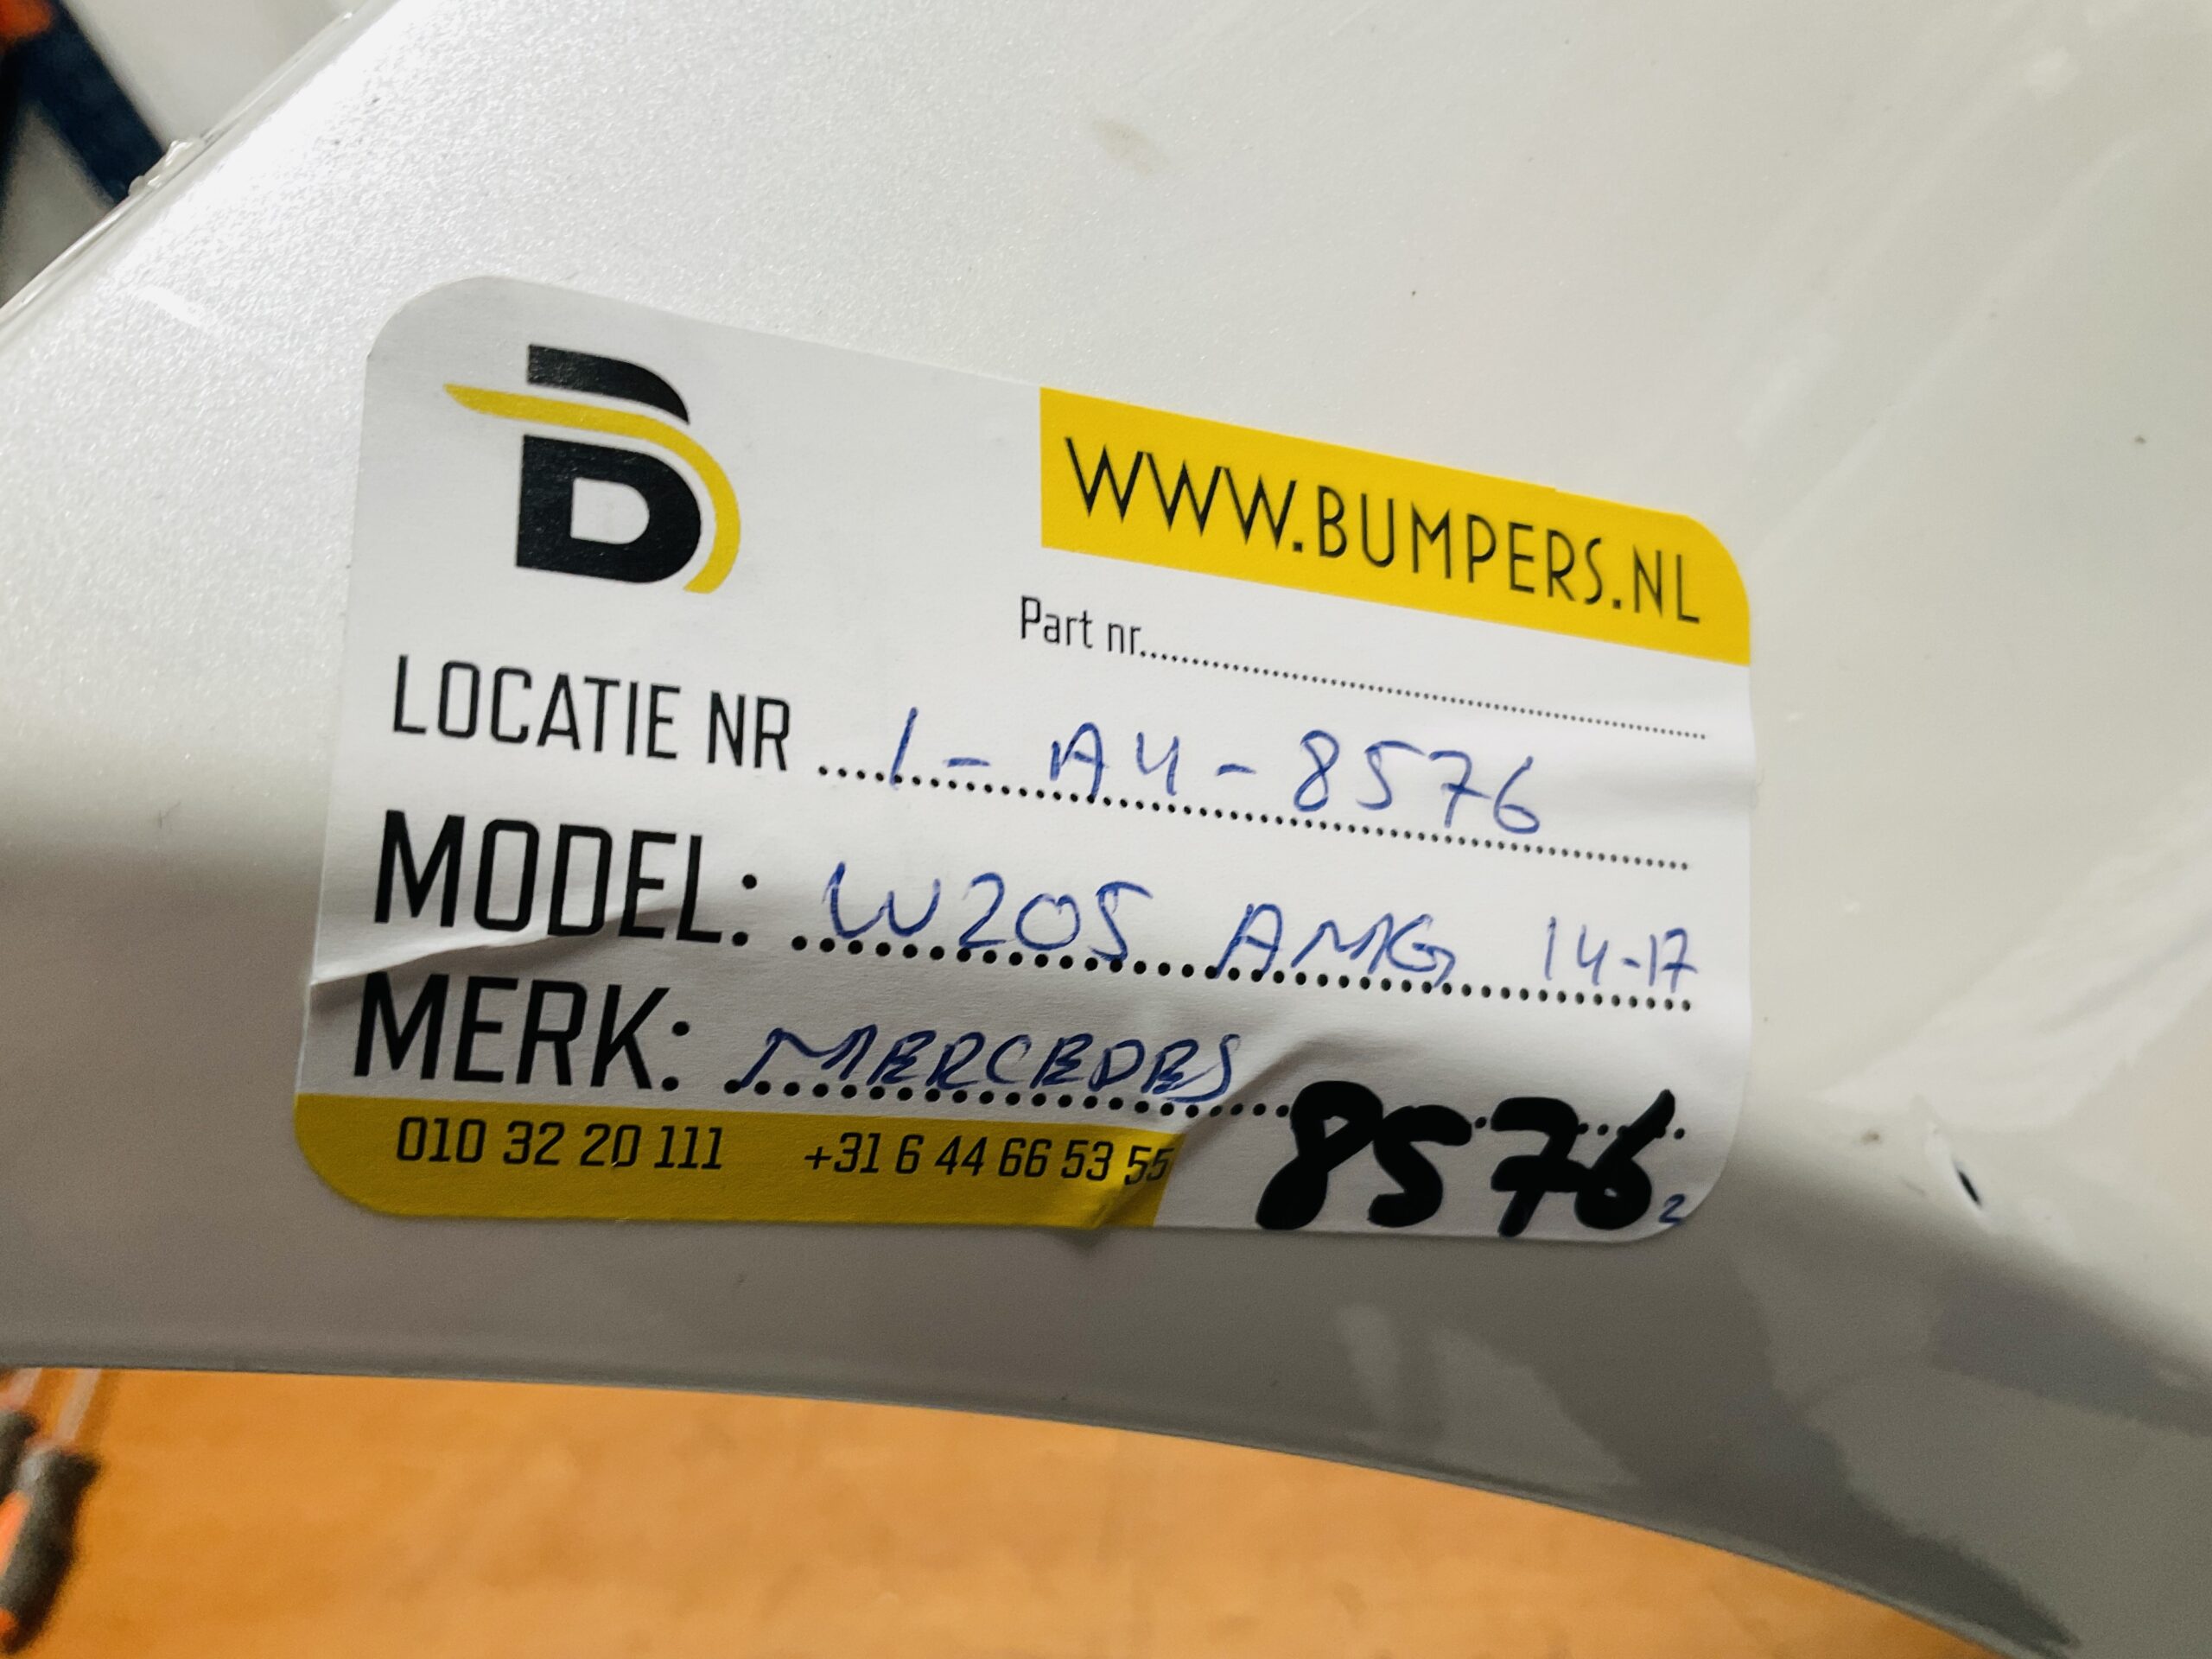 B
WWW.BUMPERS.NL
Part nr.
LOCATIE NR 1 - A4 - 8576
MODEL: W205 AMG 14-17
MERK: MERCEDES
010 32 20 111 +31 6 44 66 53 55
8576 2